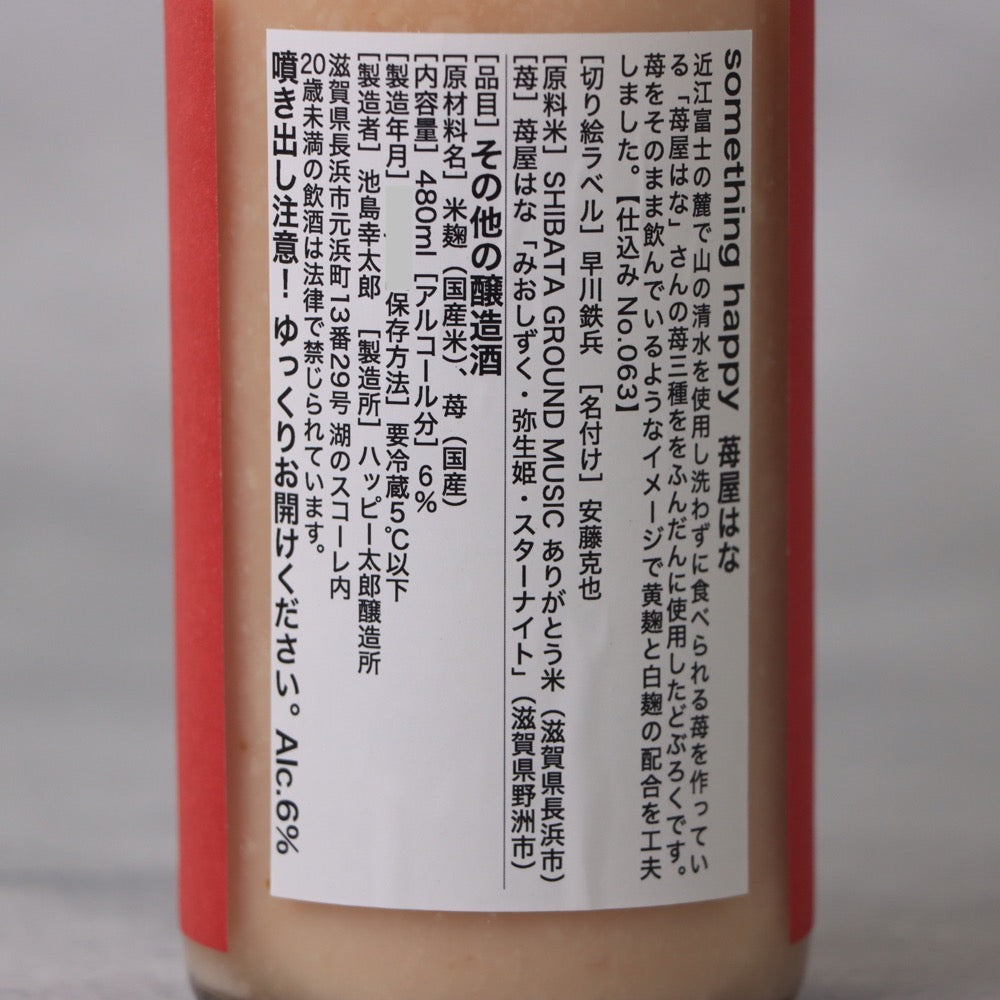 something happy 苺屋はな
近江富士の麓で山の清水を使用し洗わずに食べられる苺を作ってい
る「苺屋はな」さんの苺三種ををふんだんに使用したどぶろくです。
苺をそのまま飲んでいるようなイメージで黄麹と白麹の配合を工夫
しました。【仕込み No.063】
[切り絵ラベル] 早川鉄兵 [名付け] 安藤克也
[原料米] SHIBATA GROUND MUSIC ありがとう米（滋賀県長浜市）
[苺] 苺屋はな「みおしずく・弥生姫・スターナイト」（滋賀県野洲市）
[品目] その他の醸造酒
[原材料名] 米麹（国産米）、苺（国産）
[内容量] 480ml [アルコール分] 6%
[製造年月] 保存方法] 要冷蔵5℃以下
[製造者] 池島幸太郎 [製造所] ハッピー太郎醸造所
滋賀県長浜市元浜町13番29号 湖のスコーレ内
20歳未満の飲酒は法律で禁じられています。
噴き出し注意！ ゆっくりお開けください。Alc.6%